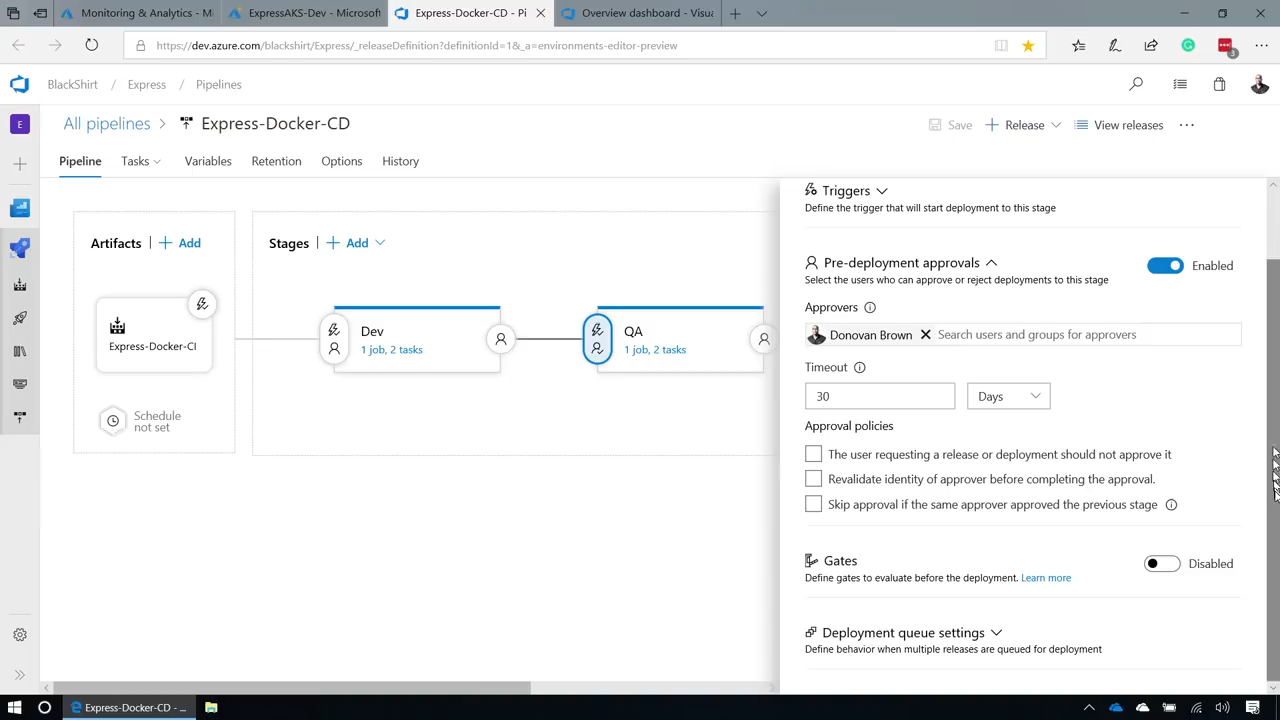 Monitoring & Analytics - M
ExpressAKS-Dev - Microsoft
Express-Docker-CD - Pi
Overview dashboard - Visua
https://dev.azure.com/blackshirt/Express/_releaseDefinition?definitionId=1&_a=environments-editor-preview
3
BlackShirt / Express / Pipelines
E
All pipelines > Express-Docker-CD
Save
Release
View releases
Pipeline
Tasks
Variables
Retention
Options
History
Artifacts | + Add
Express-Docker-CI
Schedule
not set
Stages | + Add
Dev
1 job, 2 tasks
QA
1 job, 2 tasks
Triggers
Define the trigger that will start deployment to this stage
Pre-deployment approvals
Enabled
Select the users who can approve or reject deployments to this stage
Approvers
Donovan Brown
Search users and groups for approvers
Timeout
30
Days
Approval policies
The user requesting a release or deployment should not approve it
Revalidate identity of approver before completing the approval.
Skip approval if the same approver approved the previous stage
Gates
Disabled
Define gates to evaluate before the deployment. Learn more
Deployment queue settings
Define behavior when multiple releases are queued for deployment
Express-Docker-CD - ...